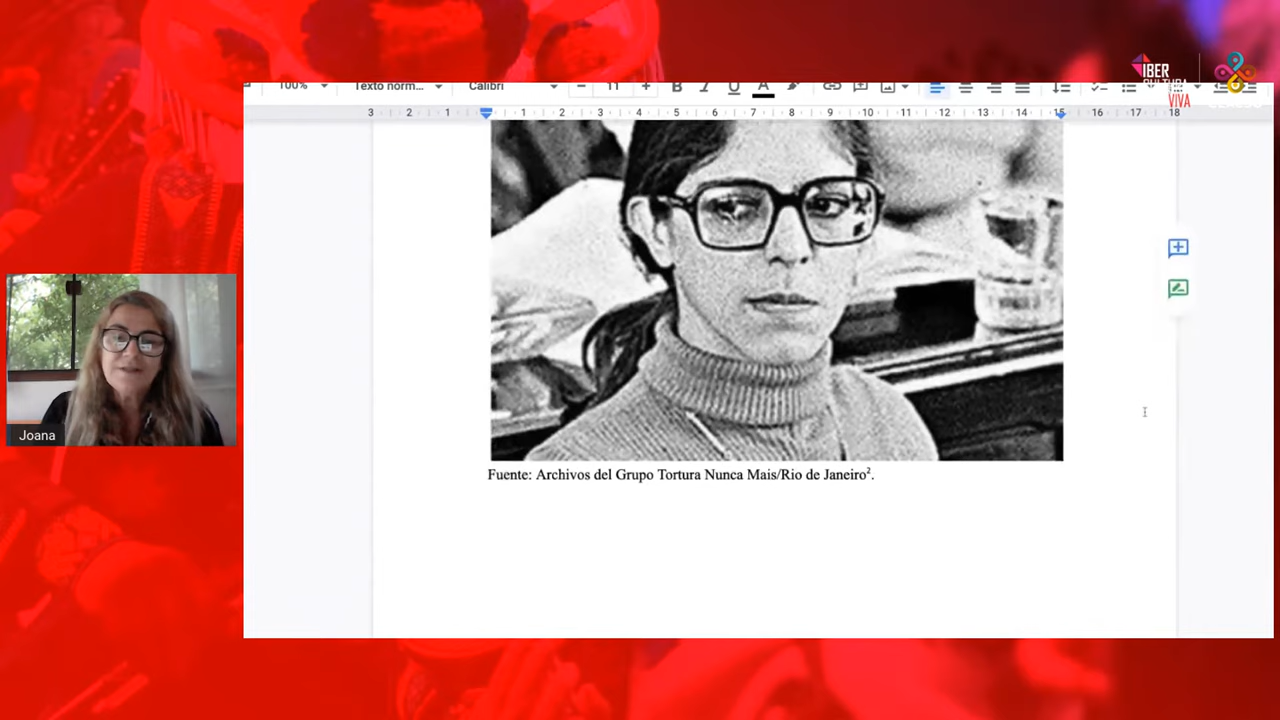 IBER
CULTURA
VIVA
100%
Texto norm...
Calibri
11
B I U A
3 2 1 1 2 3 4 5 6 7 8 9 10 11 12 13 14 15 16 17 18
Joana
Fuente: Archivos del Grupo Tortura Nunca Mais/Rio de Janeiro².